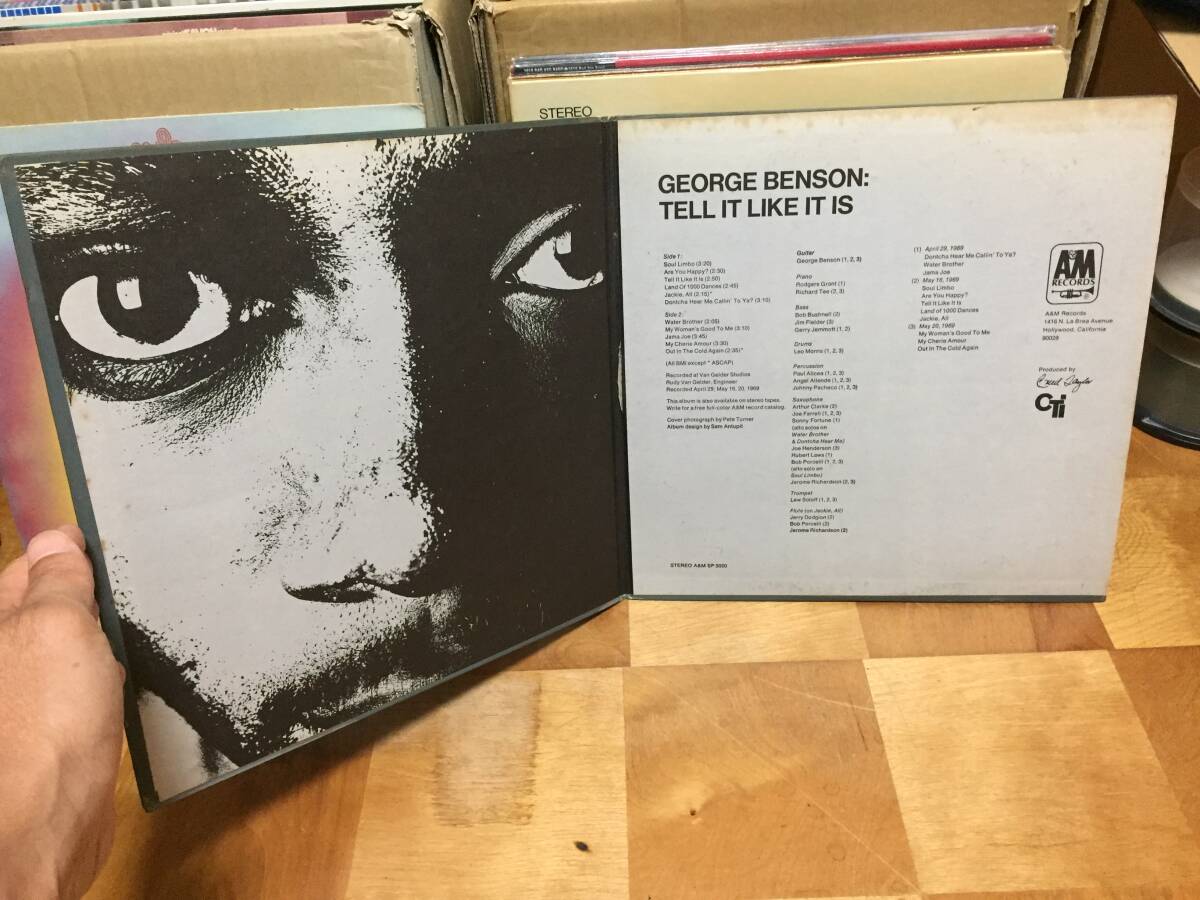 STEREO
GEORGE BENSON:
TELL IT LIKE IT IS
Side 1:
Soul Limbo (3:20)
Are You Happy? (2:50)
Tell It Like It Is (2:50)
Land Of 1000 Dances (2:45)
Jackie, All (2:15)*
Dontcha Hear Me Callin' To Ya? (3:10)
Side 2:
Water Brother (2:05)
My Woman's Good To Me (3:10)
Jama Joe (3:45)
My Cherie Amour (3:30)
Out In The Cold Again (2:35)*
(All BMI except * ASCAP)
Recorded at Van Gelder Studios
Rudy Van Gelder, Engineer
Recorded April 29; May 16, 20, 1969
This album is also available on stereo tapes.
Write for a free full-color A&M record catalog.
Cover photograph by Pete Turner
Album design by Sam Antupit
STEREO A&M SP 3020
Guitar
George Benson (1, 2, 3)
Piano
Rodgers Grant (1)
Richard Tee (2, 3)
Bass
Bob Bushnell (2)
Jim Fielder (3)
Gerry Jemmott (1, 2)
Drums
Leo Morris (1, 2, 3)
Percussion
Paul Alicea (1, 2, 3)
Angel Allende (1, 2, 3)
Johnny Pacheco (1, 2, 3)
Saxophone
Arthur Clarke (2)
Joe Farrell (1, 2, 3)
Sonny Fortune (1)
(alto solos on
Water Brother
& Dontcha Hear Me)
Joe Henderson (3)
Hubert Laws (1)
Bob Porcelli (1, 2, 3)
(alto solo on
Soul Limbo)
Jerome Richardson (2, 3)
Trumpet
Lew Soloff (1, 2, 3)
Flute (on Jackie, All)
Jerry Dodgion (2)
Bob Porcelli (2)
Jerome Richardson (2)
(1) April 29, 1969
Dontcha Hear Me Callin' To Ya?
Water Brother
Jama Joe
(2) May 16, 1969
Soul Limbo
Are You Happy?
Tell It Like It Is
Land of 1000 Dances
Jackie, All
(3) May 20, 1969
My Woman's Good To Me
My Cherie Amour
Out In The Cold Again
A&M
RECORDS
A&M Records
1416 N. La Brea Avenue
Hollywood, California
90028
Produced by
Creed Taylor
CTi